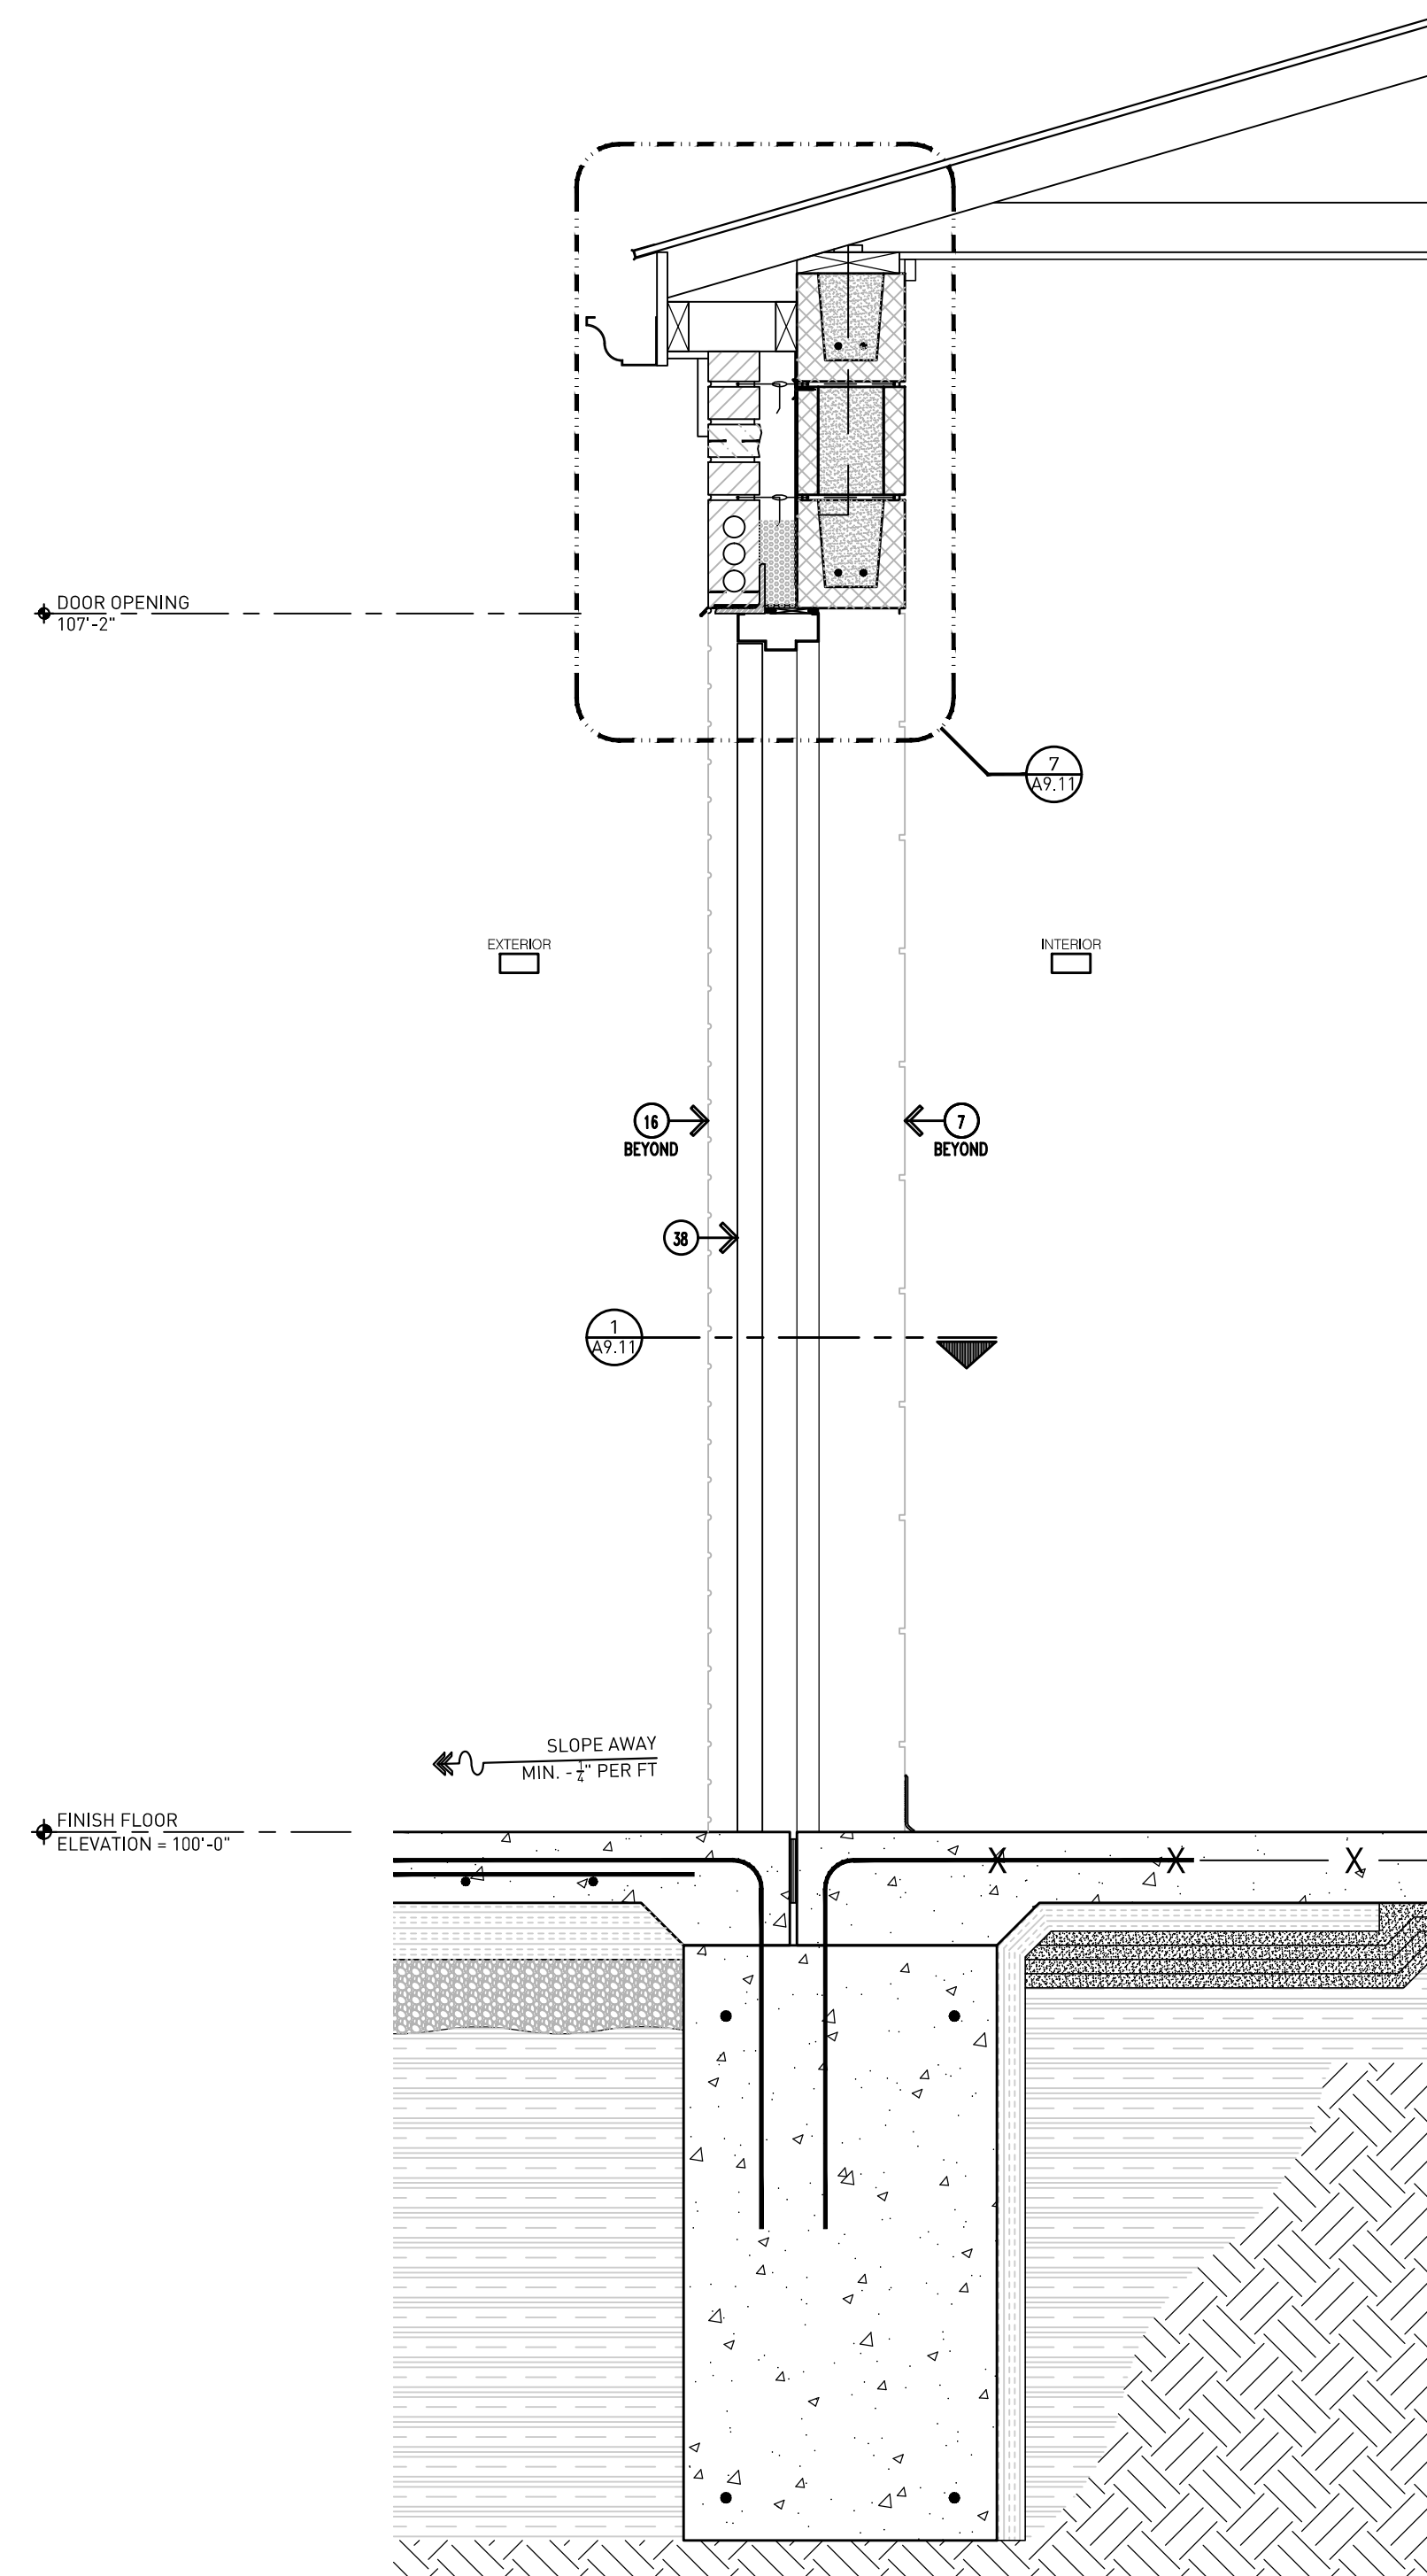 DOOR OPENING
107'-2"
7
A9.11
EXTERIOR
INTERIOR
16
BEYOND
7
BEYOND
38
1
A9.11
SLOPE AWAY
MIN. - 1/4" PER FT
FINISH FLOOR
ELEVATION = 100'-0"
X X X